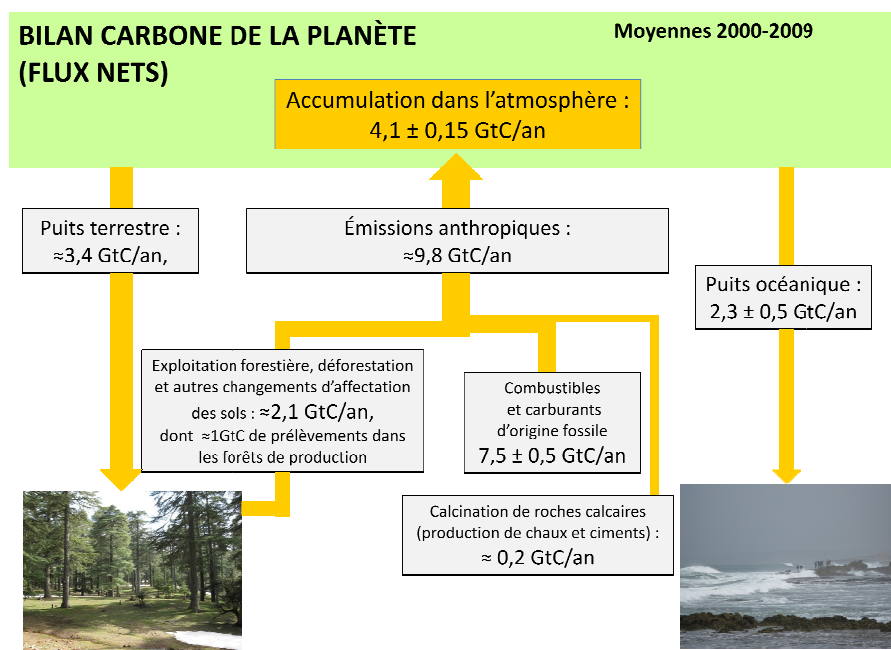 BILAN CARBONE DE LA PLANÈTE
(FLUX NETS)
Moyennes 2000-2009
Accumulation dans l’atmosphère :
4,1 ± 0,15 GtC/an
Puits terrestre :
≈3,4 GtC/an,
Émissions anthropiques :
≈9,8 GtC/an
Puits océanique :
2,3 ± 0,5 GtC/an
Exploitation forestière, déforestation
et autres changements d’affectation
des sols : ≈2,1 GtC/an,
dont ≈1GtC de prélèvements dans
les forêts de production
Combustibles
et carburants
d’origine fossile
7,5 ± 0,5 GtC/an
Calcination de roches calcaires
(production de chaux et ciments) :
≈ 0,2 GtC/an